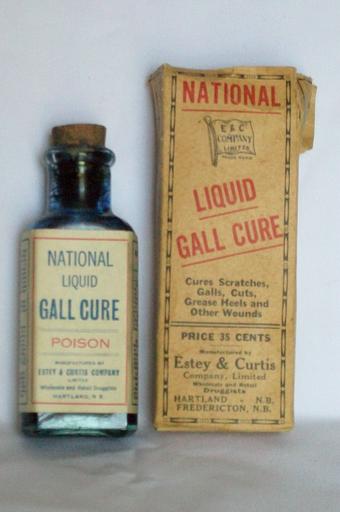 NATIONAL
LIQUID
GALL CURE
POISON
MANUFACTURED BY
ESTEY & CURTIS COMPANY
LIMITED
Wholesale and Retail Druggists
HARTLAND, N. B.
NATIONAL
E & C
COMPANY
LIMITED
TRADE MARK
LIQUID
GALL CURE
Cures Scratches,
Galls, Cuts,
Grease Heels and
Other Wounds
PRICE 35 CENTS
Manufactured by
Estey & Curtis
Company, Limited
Wholesale and Retail
Druggists
HARTLAND - N.B.
FREDERICTON, N.B.